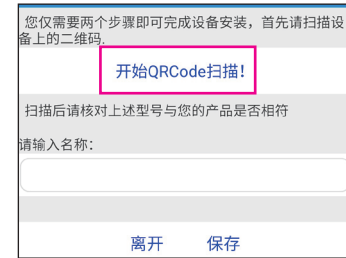 您仅需要两个步骤即可完成设备安装，首先请扫描设
备上的二维码.
开始QRCode扫描！
扫描后请核对上述型号与您的产品是否相符
请输入名称：
离开 保存